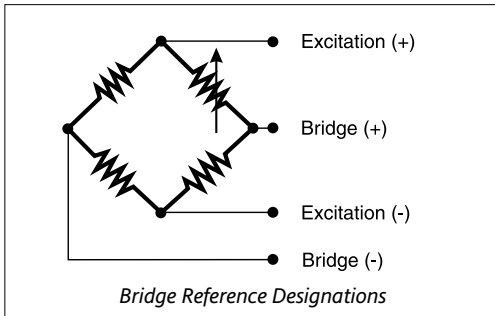 Excitation (+)
Bridge (+)
Excitation (-)
Bridge (-)
Bridge Reference Designations